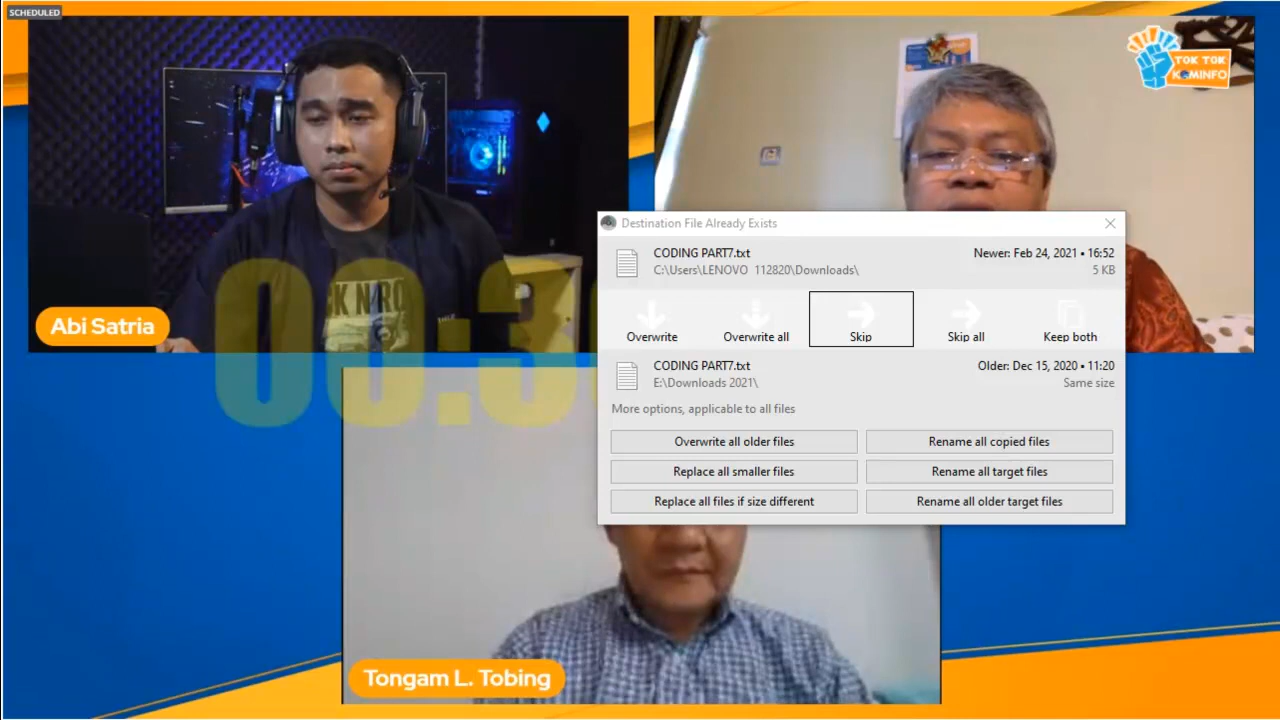 SCHEDULED
TOK TOK
KOMINFO
Abi Satria
CK N RO
00:3
Destination File Already Exists
CODING PART7.txt
Newer: Feb 24, 2021 • 16:52
C:\Users\LENOVO 112820\Downloads\
5 KB
Overwrite
Overwrite all
Skip
Skip all
Keep both
CODING PART7.txt
Older: Dec 15, 2020 • 11:20
E:\Downloads 2021\
Same size
More options, applicable to all files
Overwrite all older files
Rename all copied files
Replace all smaller files
Rename all target files
Replace all files if size different
Rename all older target files
Tongam L. Tobing